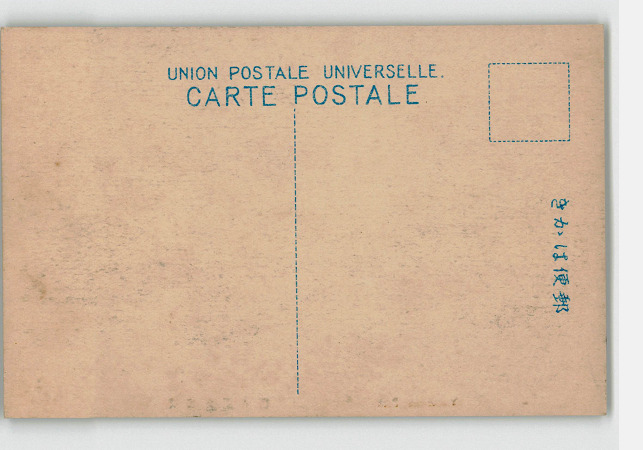 UNION POSTALE UNIVERSELLE.
CARTE POSTALE
郵便はかき